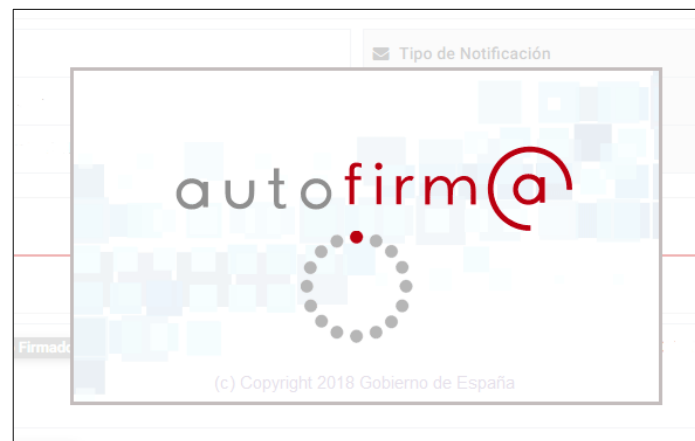 Tipo de Notificación
autofirm@
Firmado
(c) Copyright 2018 Gobierno de España